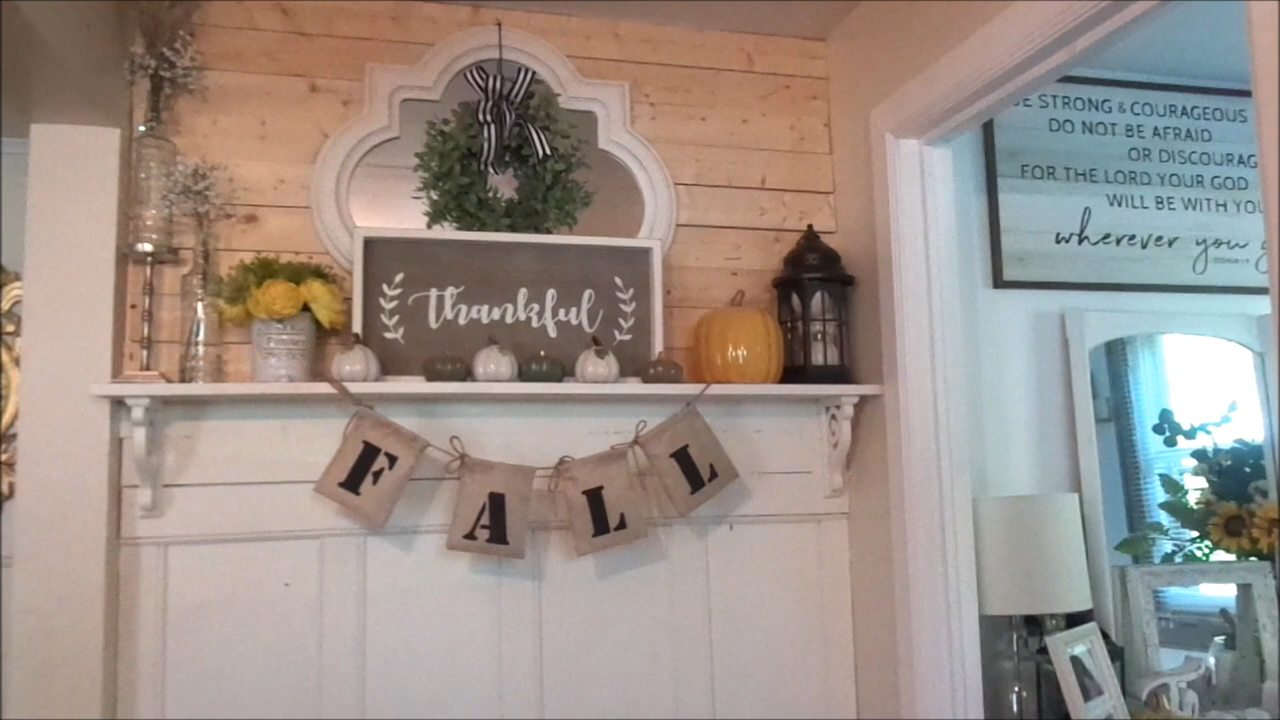 thankful
FALL
BE STRONG & COURAGEOUS
DO NOT BE AFRAID
OR DISCOURAG
FOR THE LORD YOUR GOD
WILL BE WITH YOU
wherever you g